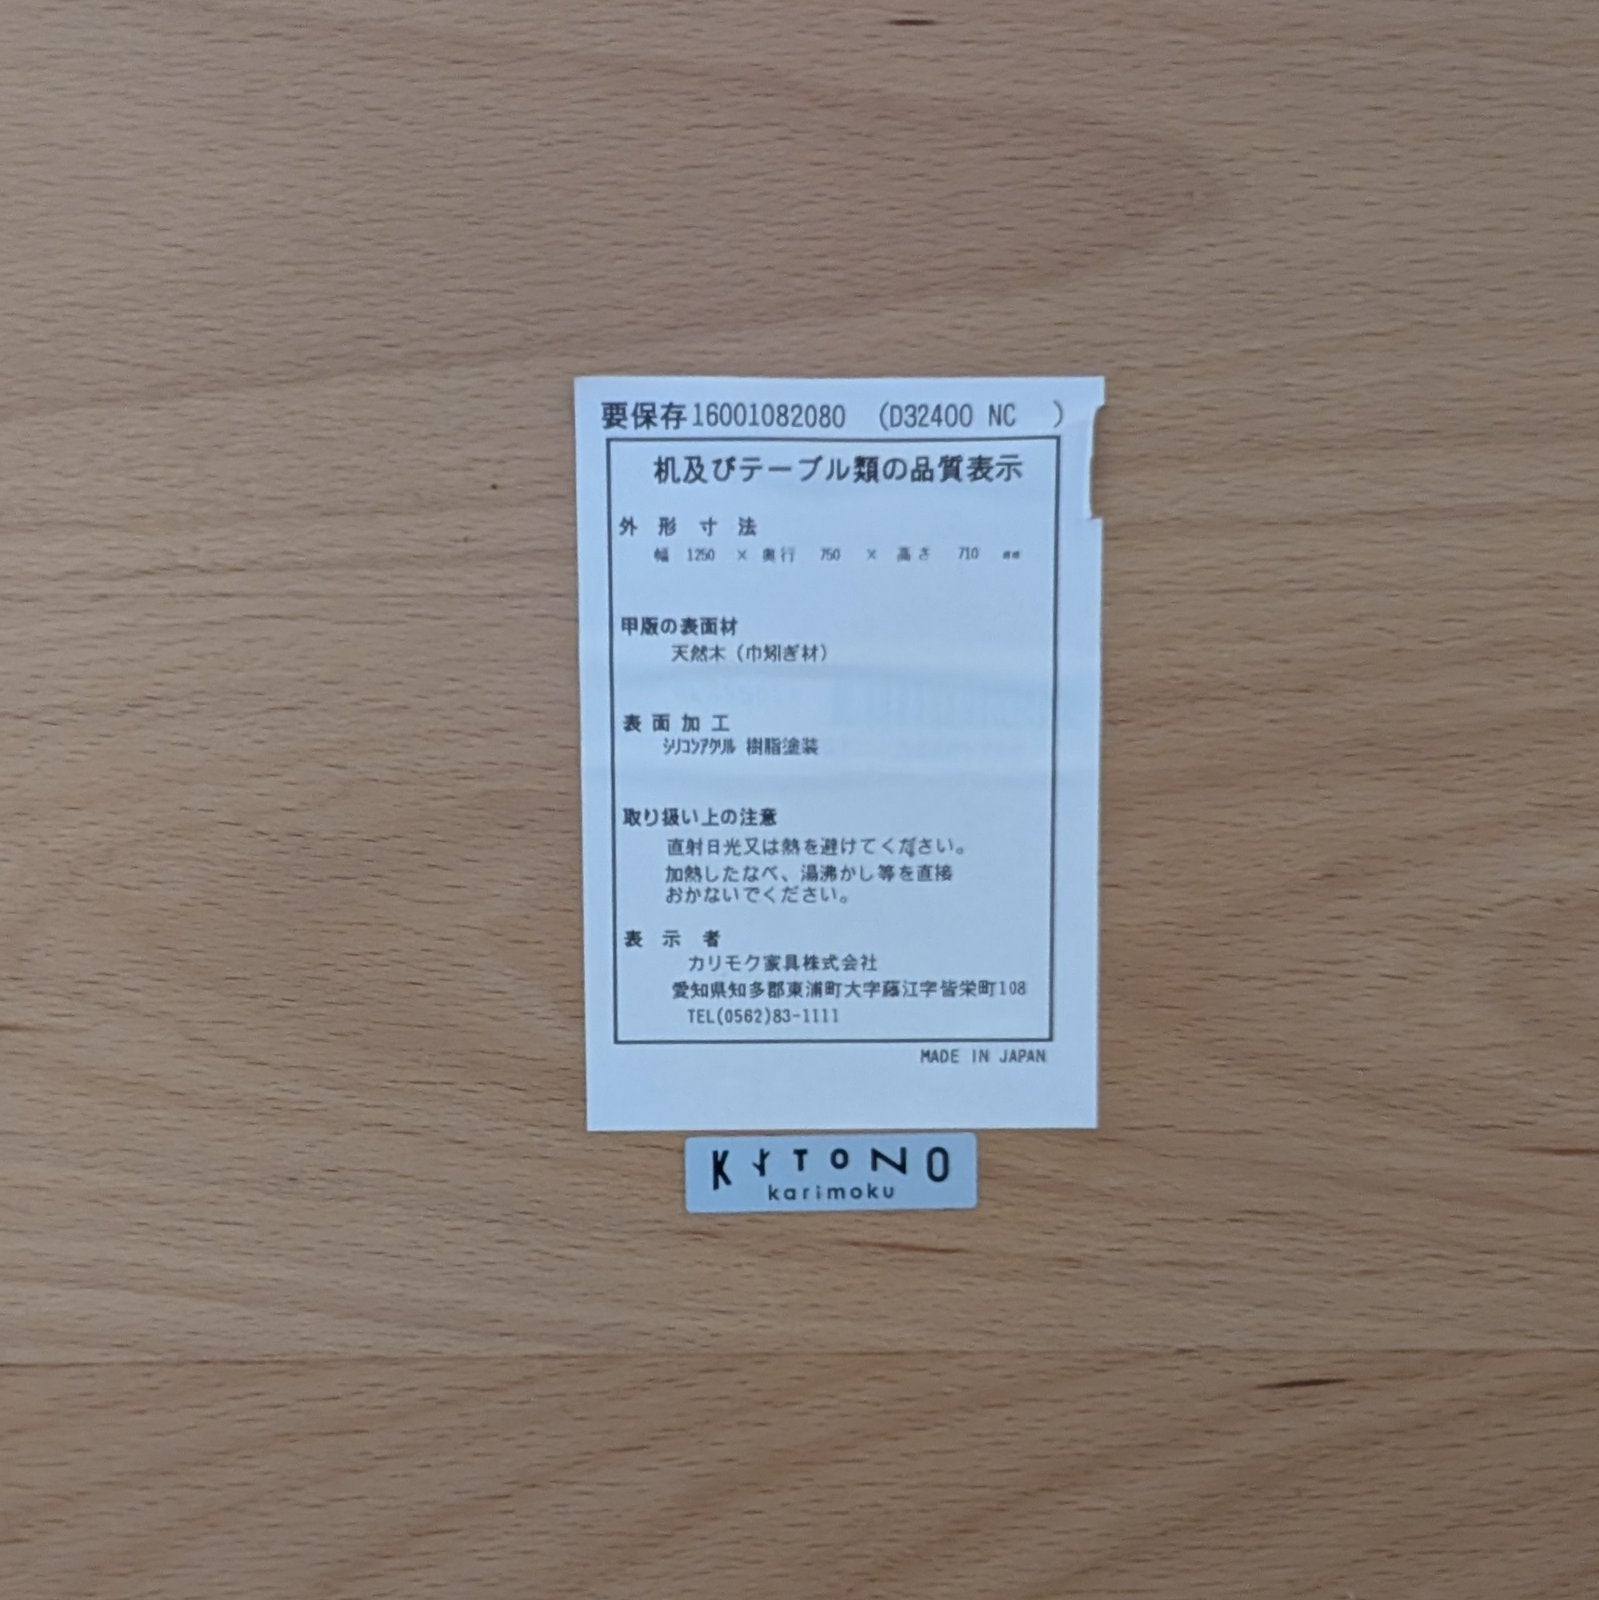 要保存16001082080 (D32400 NC )
机及びテーブル類の品質表示
外形寸法
幅 1250 × 奥行 750 × 高さ 710 mm
甲版の表面材
天然木（巾矧ぎ材）
表面加工
ｼﾘｺﾝｱｸﾘﾙ 樹脂塗装
取り扱い上の注意
直射日光又は熱を避けてください。
加熱したなべ、湯沸かし等を直接
おかないでください。
表示者
カリモク家具株式会社
愛知県知多郡東浦町大字藤江字皆栄町108
TEL(0562)83-1111
MADE IN JAPAN
KITONO
karimoku